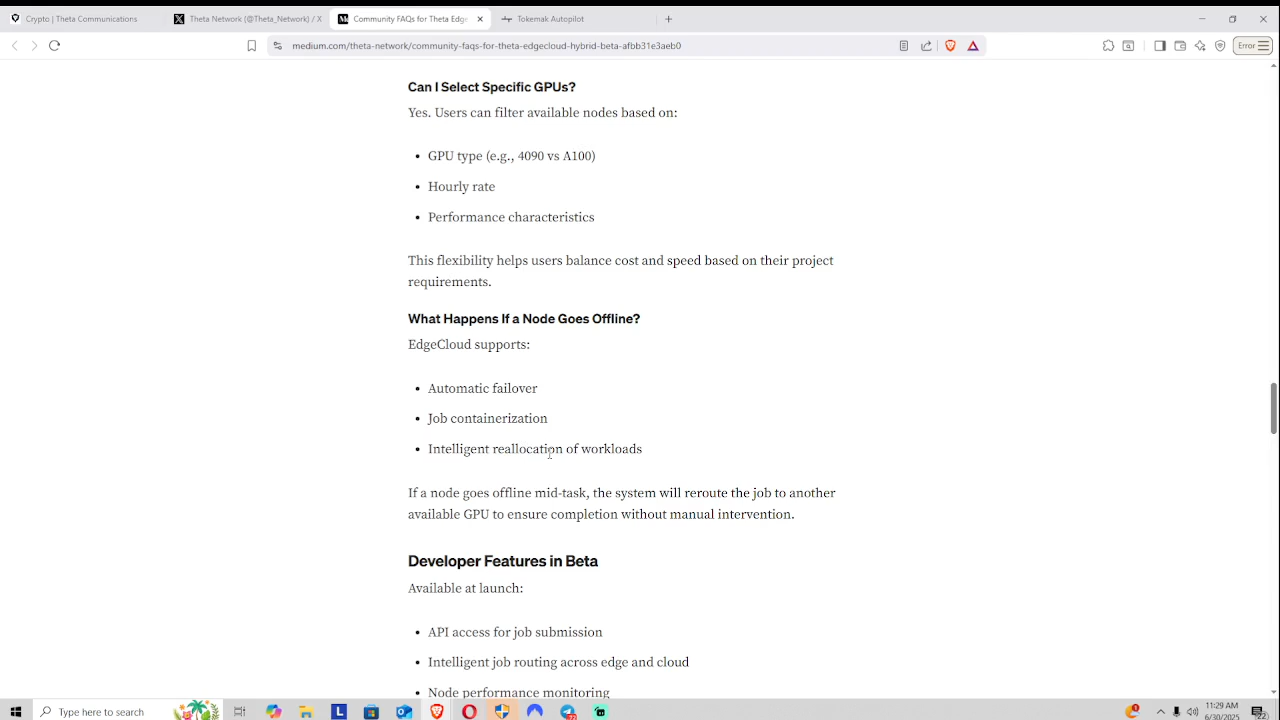 Crypto | Theta Communications
Theta Network (@Theta_Network) / X
Community FAQs for Theta Edg
Tokemak Autopilot
medium.com/theta-network/community-faqs-for-theta-edgecloud-hybrid-beta-afbb31e3aeb0
Error
Can I Select Specific GPUs?
Yes. Users can filter available nodes based on:
• GPU type (e.g., 4090 vs A100)
• Hourly rate
• Performance characteristics
This flexibility helps users balance cost and speed based on their project
requirements.
What Happens If a Node Goes Offline?
EdgeCloud supports:
• Automatic failover
• Job containerization
• Intelligent reallocation of workloads
If a node goes offline mid-task, the system will reroute the job to another
available GPU to ensure completion without manual intervention.
Developer Features in Beta
Available at launch:
• API access for job submission
• Intelligent job routing across edge and cloud
• Node performance monitoring
Type here to search
L
11:29 AM
6/30/2025